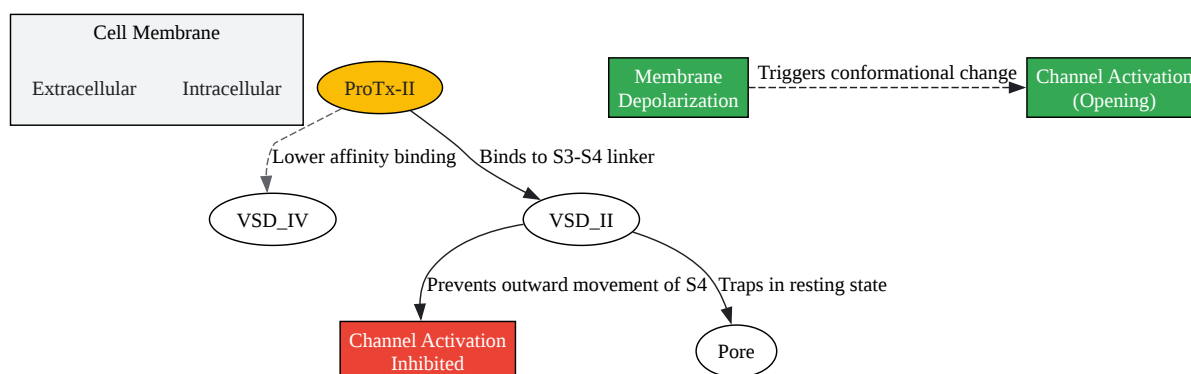 Cell Membrane
Extracellular
Intracellular
ProTx-II
Membrane
Depolarization
Triggers conformational change
Channel Activation
(Opening)
Lower affinity binding
Binds to S3-S4 linker
VSD_IV
VSD_II
Prevents outward movement of S4
Traps in resting state
Channel Activation
Inhibited
Pore